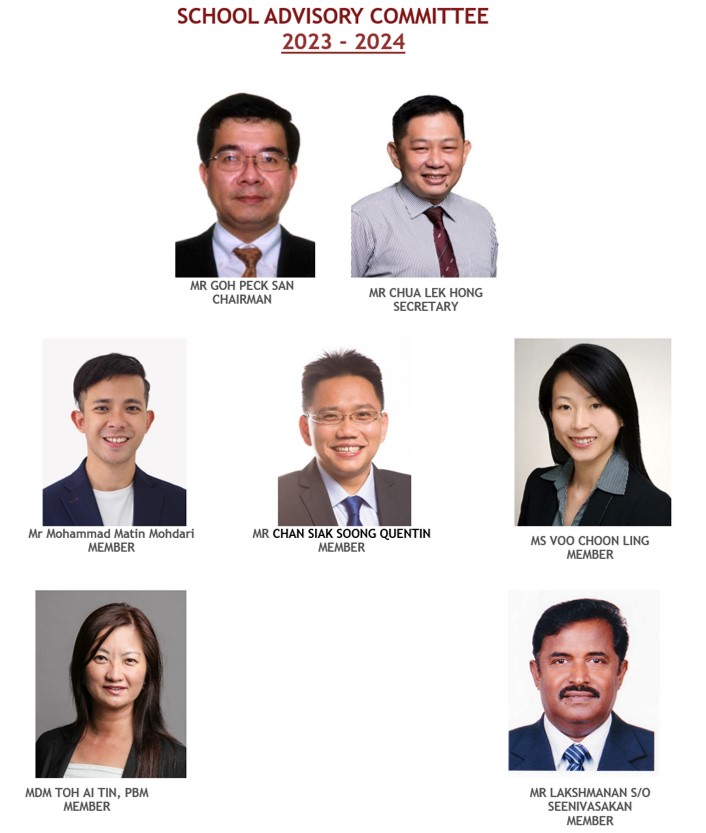 SCHOOL ADVISORY COMMITTEE
2023 - 2024
MR GOH PECK SAN
CHAIRMAN
MR CHUA LEK HONG
SECRETARY
Mr Mohammad Matin Mohdari
MEMBER
MR CHAN SIAK SOONG QUENTIN
MEMBER
MS VOO CHOON LING
MEMBER
MDM TOH AI TIN, PBM
MEMBER
MR LAKSHMANAN S/O
SEENIVASAKAN
MEMBER